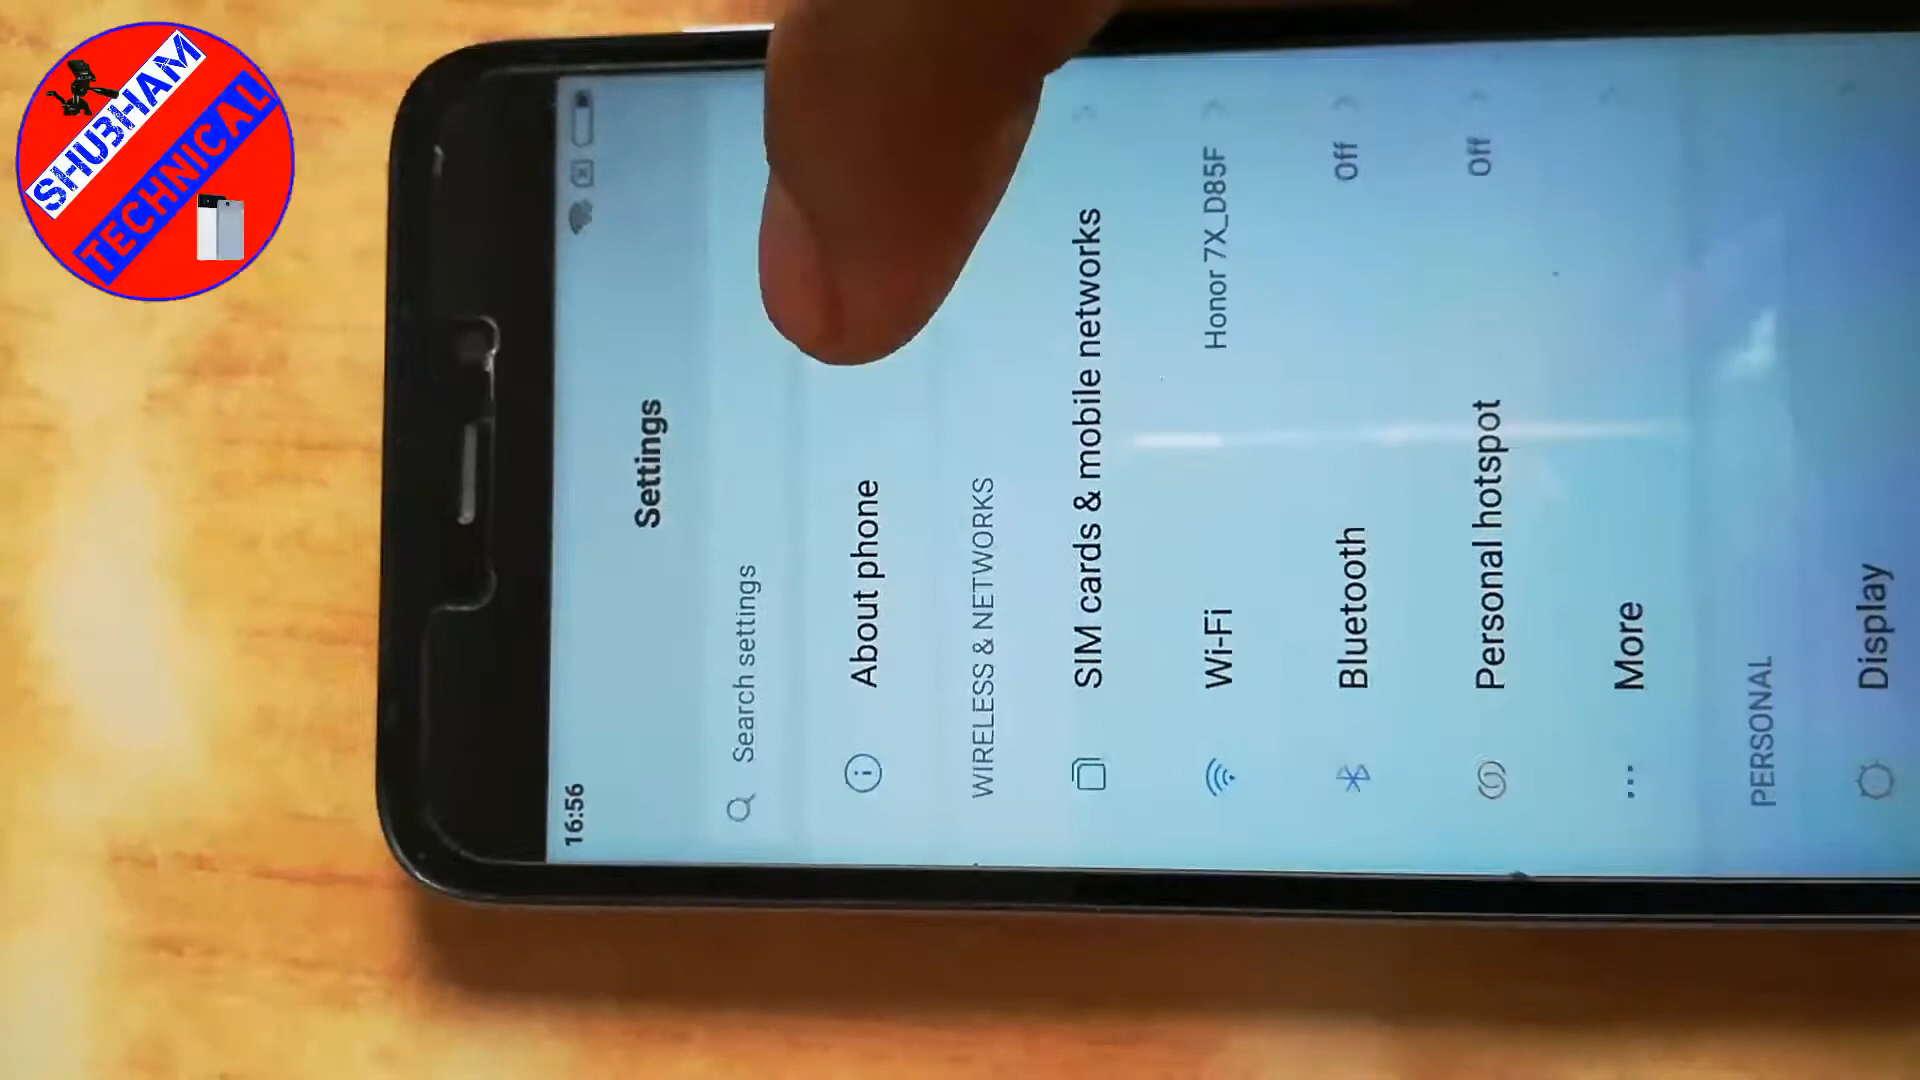 SHUBHAM
TECHNICAL
16:56
Settings
Search settings
About phone
WIRELESS & NETWORKS
SIM cards & mobile networks
Wi-Fi Honor 7X_D85F
Bluetooth Off
Personal hotspot Off
More
PERSONAL
Display